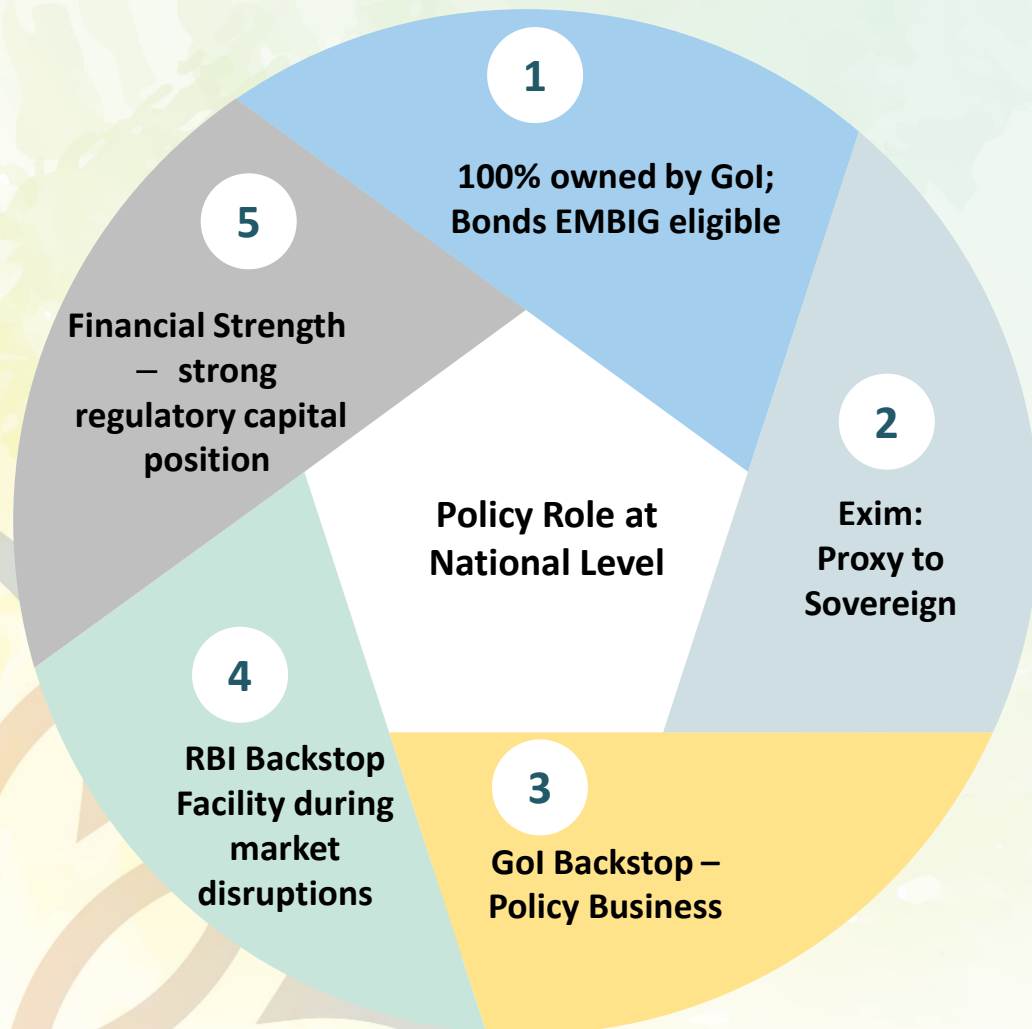 1
100% owned by GoI;
Bonds EMBIG eligible
2
Exim:
Proxy to
Sovereign
3
GoI Backstop –
Policy Business
4
RBI Backstop
Facility during
market
disruptions
5
Financial Strength
– strong
regulatory capital
position
Policy Role at
National Level